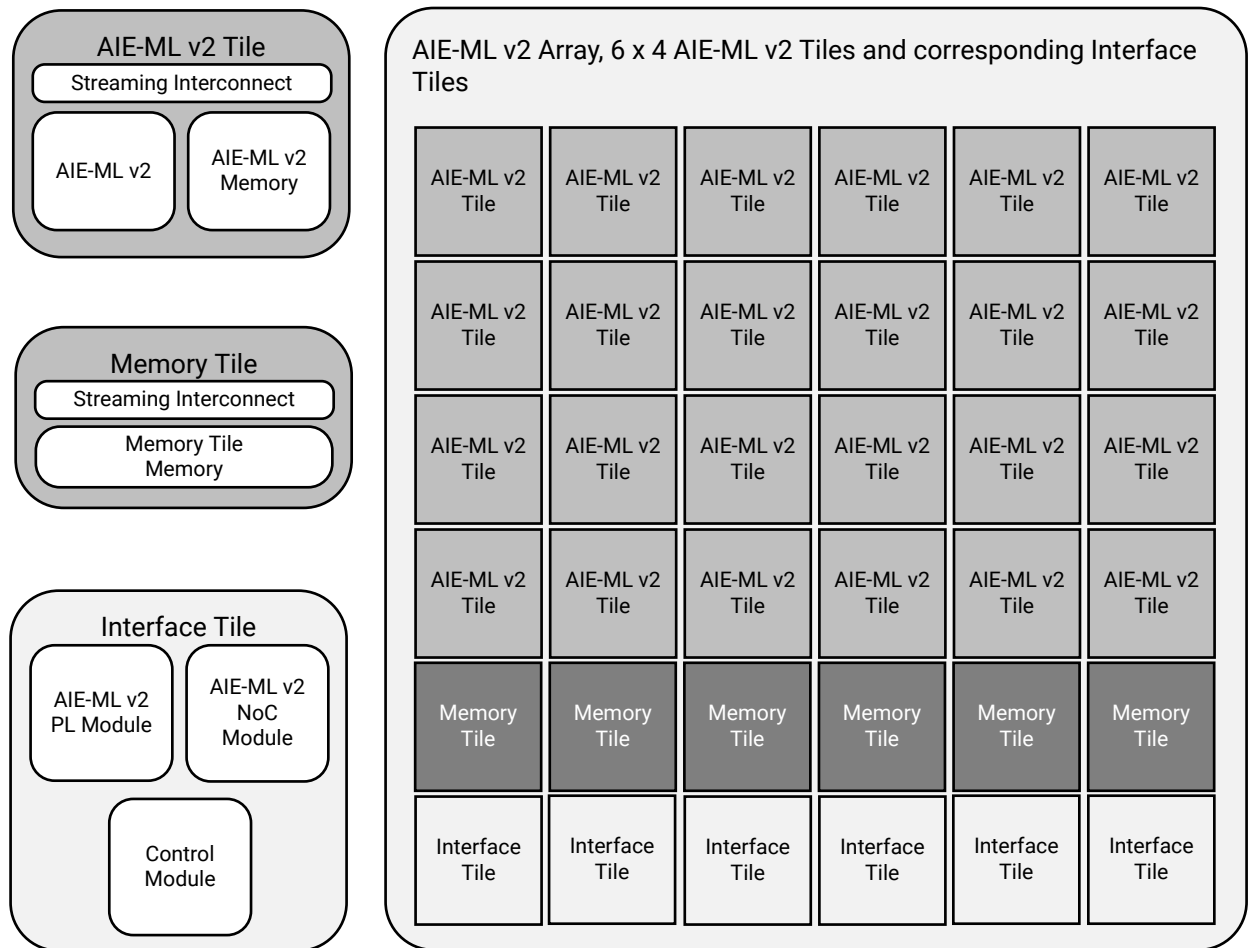 AIE-ML v2 Tile
Streaming Interconnect
AIE-ML v2
AIE-ML v2
Memory
Memory Tile
Streaming Interconnect
Memory Tile
Memory
Interface Tile
AIE-ML v2
PL Module
AIE-ML v2
NoC
Module
Control
Module
AIE-ML v2 Array, 6 x 4 AIE-ML v2 Tiles and corresponding Interface
Tiles
AIE-ML v2 AIE-ML v2 AIE-ML v2 AIE-ML v2 AIE-ML v2 AIE-ML v2
Tile Tile Tile Tile Tile Tile
AIE-ML v2 AIE-ML v2 AIE-ML v2 AIE-ML v2 AIE-ML v2 AIE-ML v2
Tile Tile Tile Tile Tile Tile
AIE-ML v2 AIE-ML v2 AIE-ML v2 AIE-ML v2 AIE-ML v2 AIE-ML v2
Tile Tile Tile Tile Tile Tile
AIE-ML v2 AIE-ML v2 AIE-ML v2 AIE-ML v2 AIE-ML v2 AIE-ML v2
Tile Tile Tile Tile Tile Tile
Memory Memory Memory Memory Memory Memory
Tile Tile Tile Tile Tile Tile
Interface Interface Interface Interface Interface Interface
Tile Tile Tile Tile Tile Tile